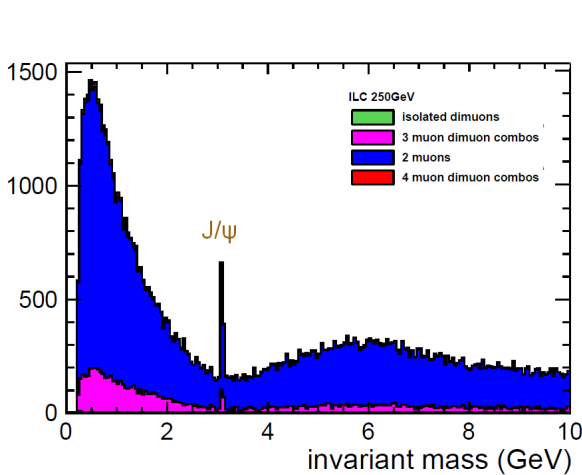 1500
1000
500
0
0 2 4 6 8 10
ILC 250GeV
isolated dimuons
3 muon dimuon combos
2 muons
4 muon dimuon combos
J/ψ
invariant mass (GeV)